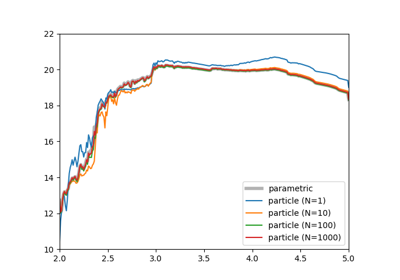 22
20
18
16
14
12
10
2.0 2.5 3.0 3.5 4.0 4.5 5.0
parametric
particle (N=1)
particle (N=10)
particle (N=100)
particle (N=1000)